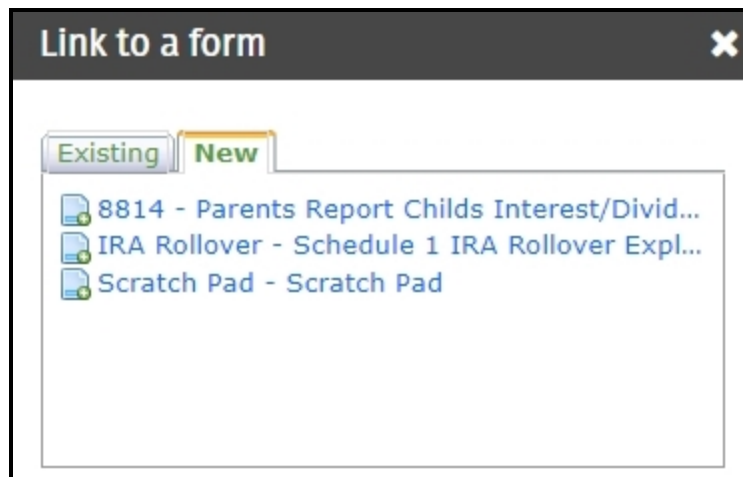 Link to a form
Existing New
8814 - Parents Report Childs Interest/Divid...
IRA Rollover - Schedule 1 IRA Rollover Expl...
Scratch Pad - Scratch Pad